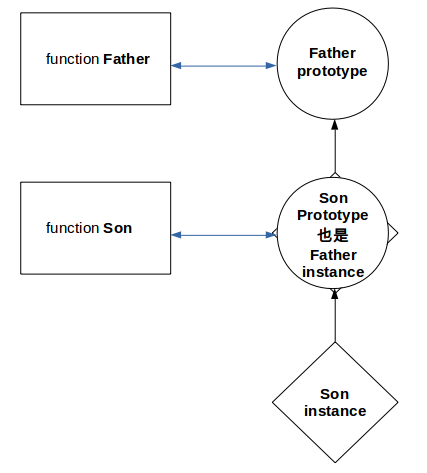 function Father
Father
prototype
function Son
Son
Prototype
也是
Father
instance
Son
instance